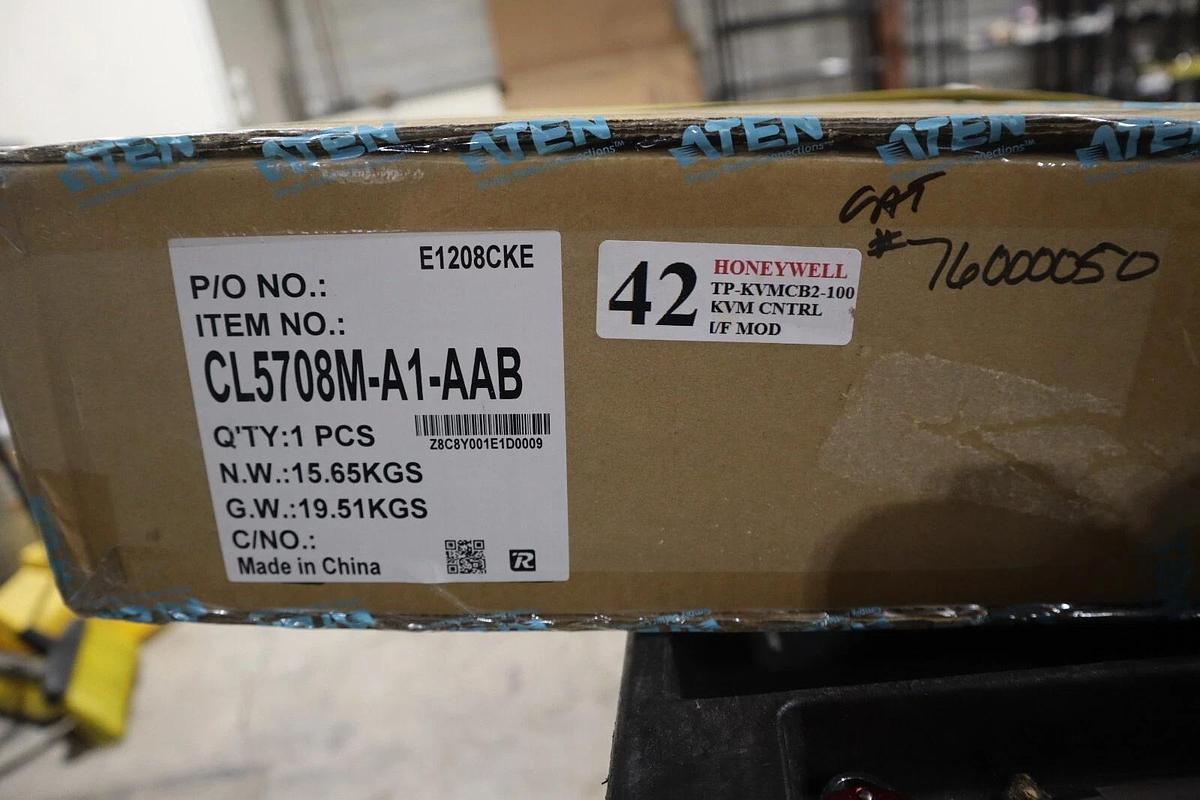 ATEN ATEN ATEN ATEN ATEN ATEN
E1208CKE
P/O NO.:
ITEM NO.:
CL5708M-A1-AAB
Q'TY:1 PCS
Z8C8Y001E1D0009
N.W.:15.65KGS
G.W.:19.51KGS
C/NO.:
Made in China
R
42
HONEYWELL
TP-KVMCB2-100
KVM CNTRL
I/F MOD
CAT
#76000050